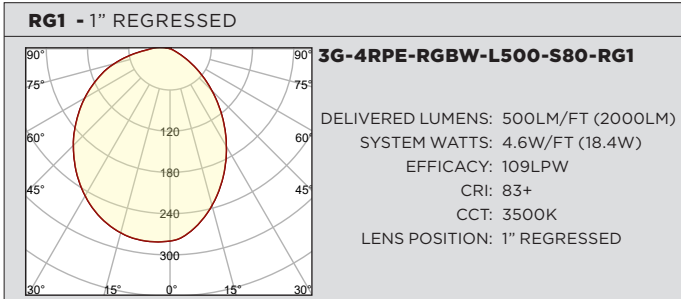 RG1 - 1” REGRESSED
90° 90°
75° 75°
60° 60°
45° 45°
120
180
240
300
30° 15° 0° 15° 30°
3G-4RPE-RGBW-L500-S80-RG1
DELIVERED LUMENS: 500LM/FT (2000LM)
SYSTEM WATTS: 4.6W/FT (18.4W)
EFFICACY: 109LPW
CRI: 83+
CCT: 3500K
LENS POSITION: 1” REGRESSED